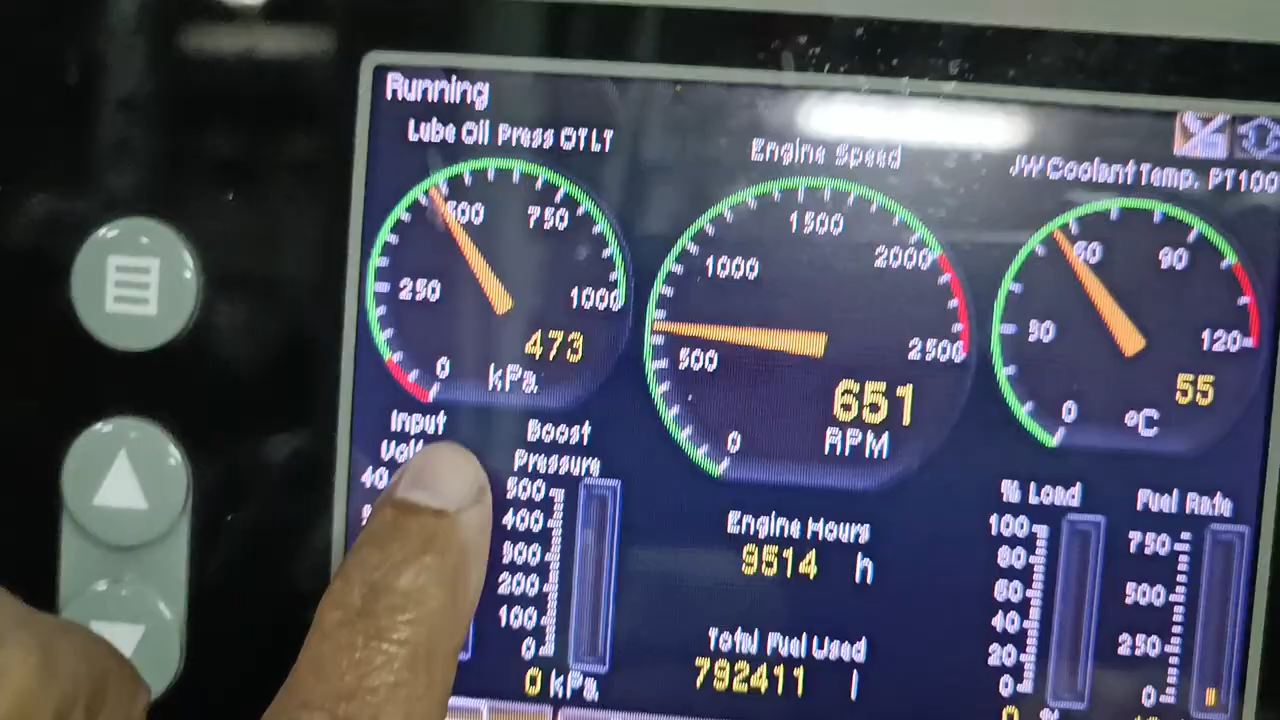 Running
Lube Oil Press OTLT
500
750
250
1000
0
473
kPa
Engine Speed
1500
1000
2000
500
2500
651
RPM
0
JW Coolant Temp. PT100
60
90
30
120
55
0
°C
Input
Boost
Pressure
500
400
300
200
100
0
0 kPa
Engine Hours
9514 h
Total Fuel Used
792411 l
% Load
100
80
60
40
20
0
0 %
Fuel Rate
750
500
250
0